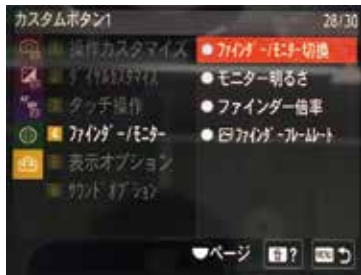 カスタムボタン1 28/30
操作カスタマイズ
ダイヤルカスタマイズ
タッチ操作
ファインダー/モニター
表示オプション
サウンドオプション
ファインダー/モニター切換
モニター明るさ
ファインダー倍率
ファインダーフレームレート
ページ ? MENU